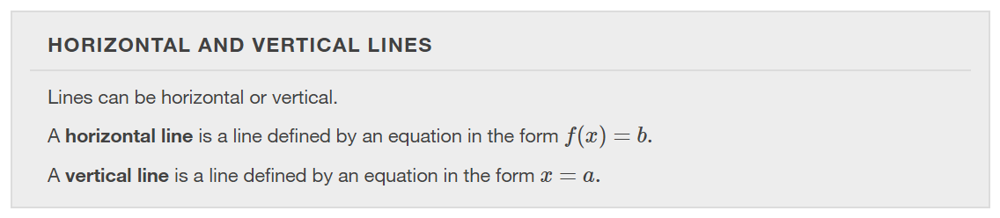 HORIZONTAL AND VERTICAL LINES
Lines can be horizontal or vertical.
A horizontal line is a line defined by an equation in the form f(x) = b.
A vertical line is a line defined by an equation in the form x = a.